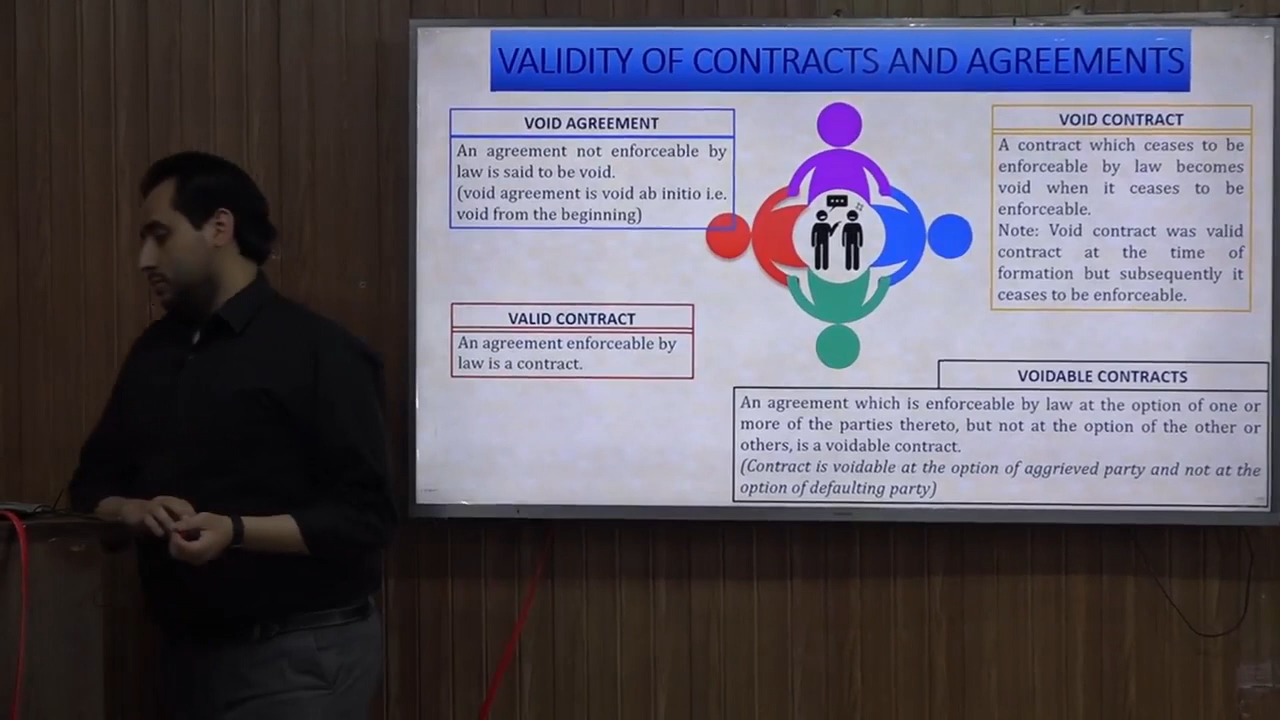 VALIDITY OF CONTRACTS AND AGREEMENTS
VOID AGREEMENT
An agreement not enforceable by
law is said to be void.
(void agreement is void ab initio i.e.
void from the beginning)
VOID CONTRACT
A contract which ceases to be
enforceable by law becomes
void when it ceases to be
enforceable.
Note: Void contract was valid
contract at the time of
formation but subsequently it
ceases to be enforceable.
VALID CONTRACT
An agreement enforceable by
law is a contract.
VOIDABLE CONTRACTS
An agreement which is enforceable by law at the option of one or
more of the parties thereto, but not at the option of the other or
others, is a voidable contract.
(Contract is voidable at the option of aggrieved party and not at the
option of defaulting party)